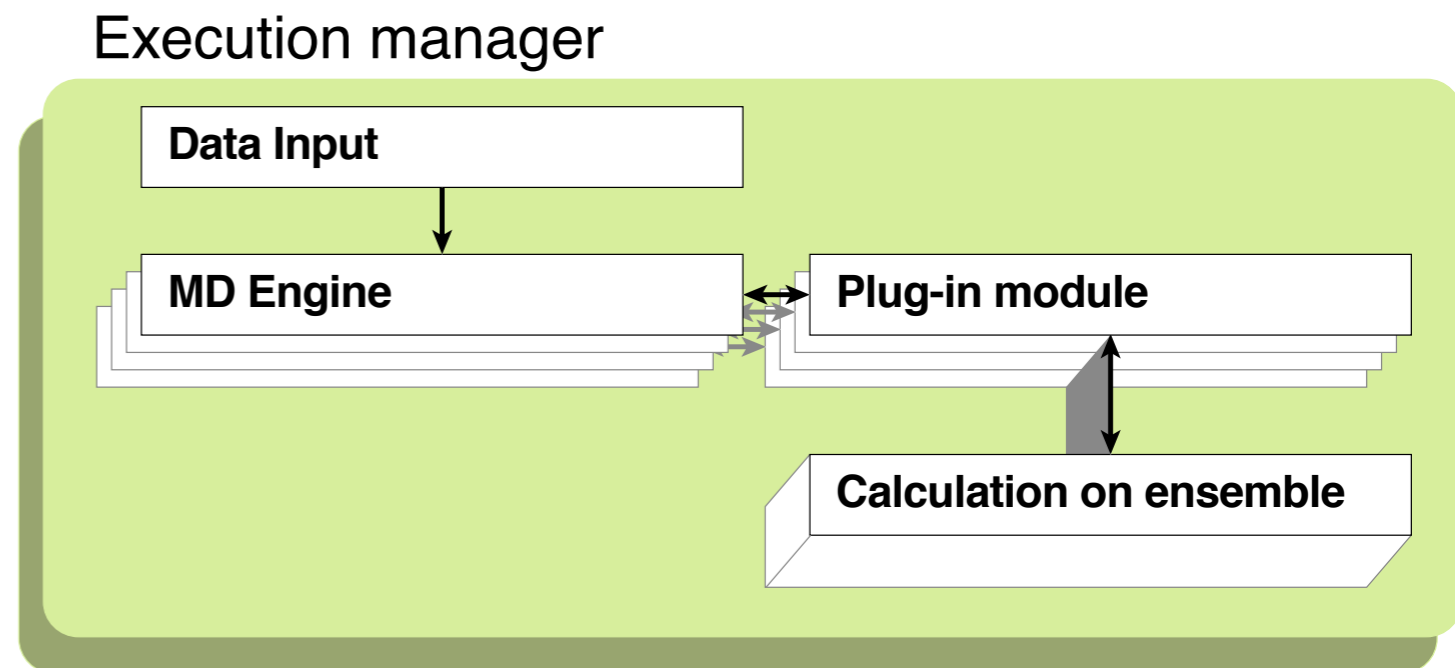 Execution manager
Data Input
MD Engine
Plug-in module
Calculation on ensemble